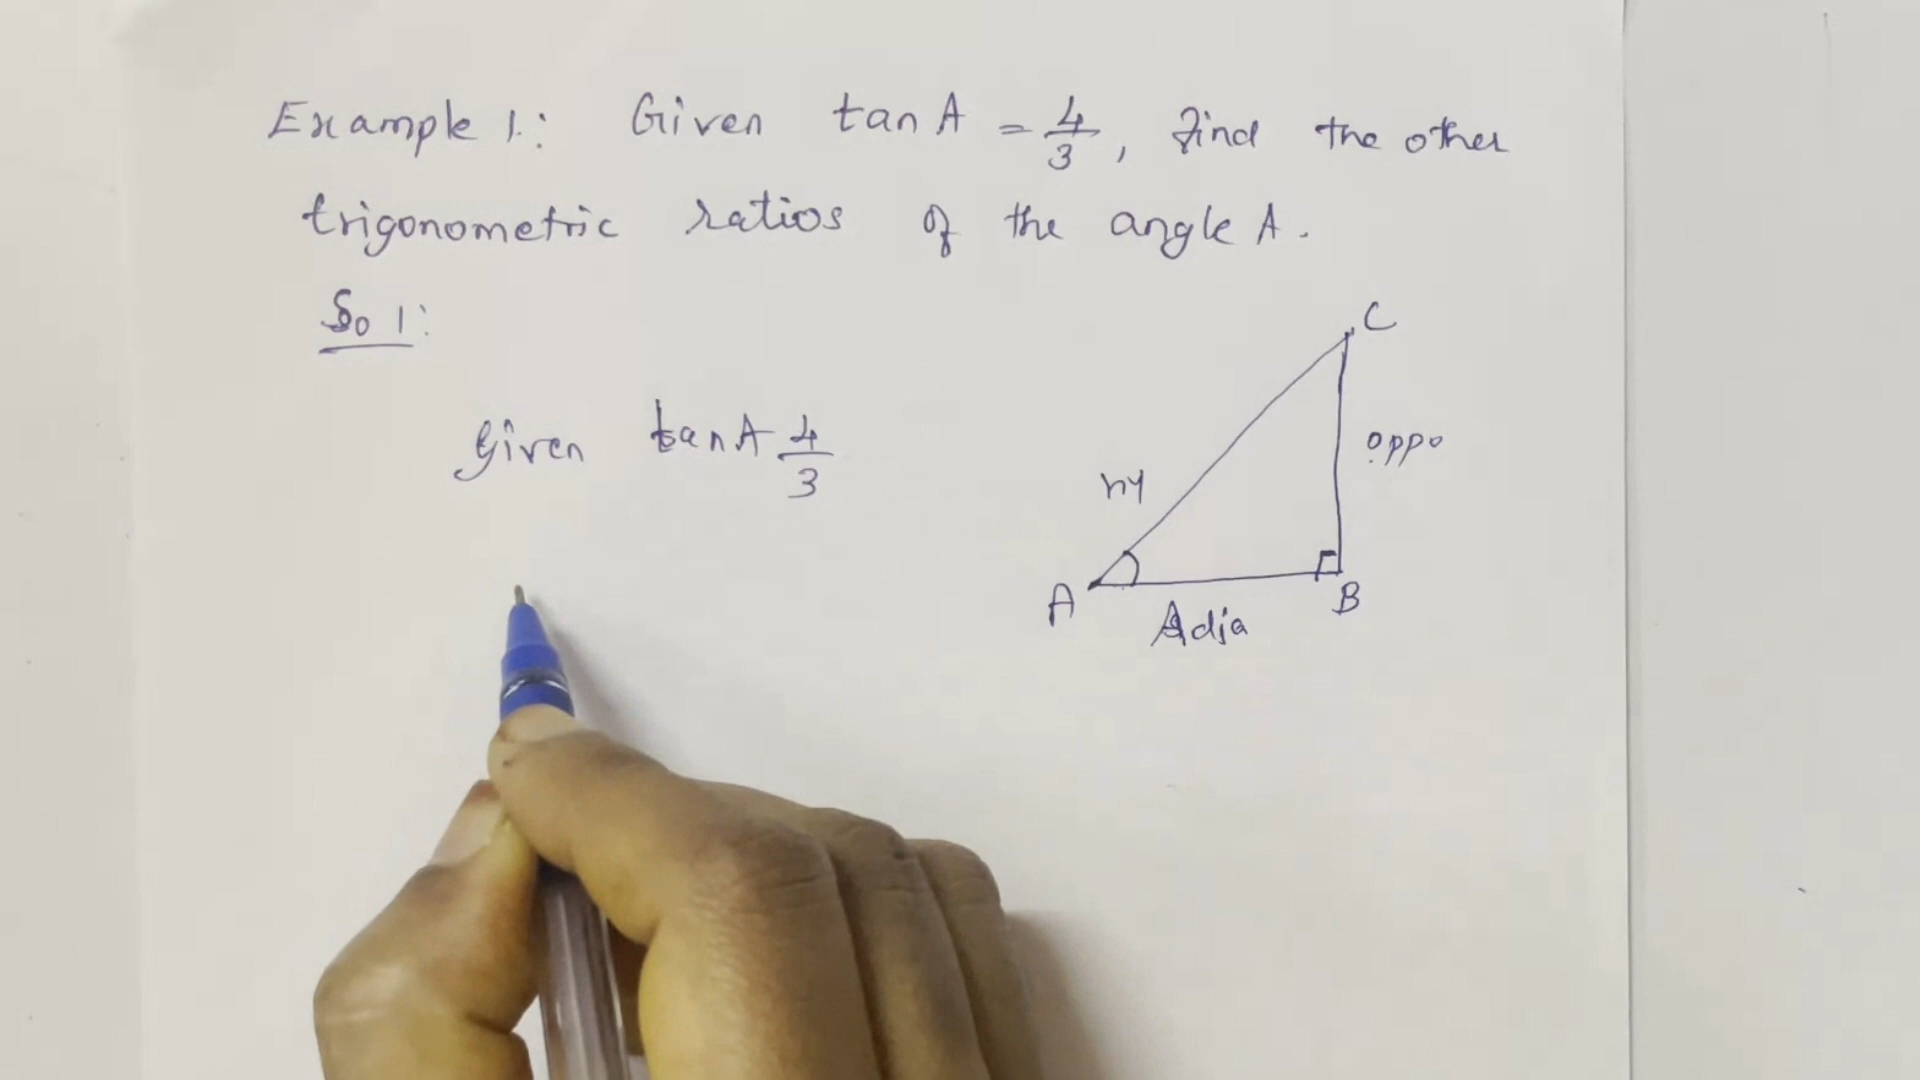 Example 1.: Given tan A = 4/3, find the other
trigonometric ratios of the angle A.
Sol:
Given tan A 4/3
C
oppo
hy
A
B
Adja